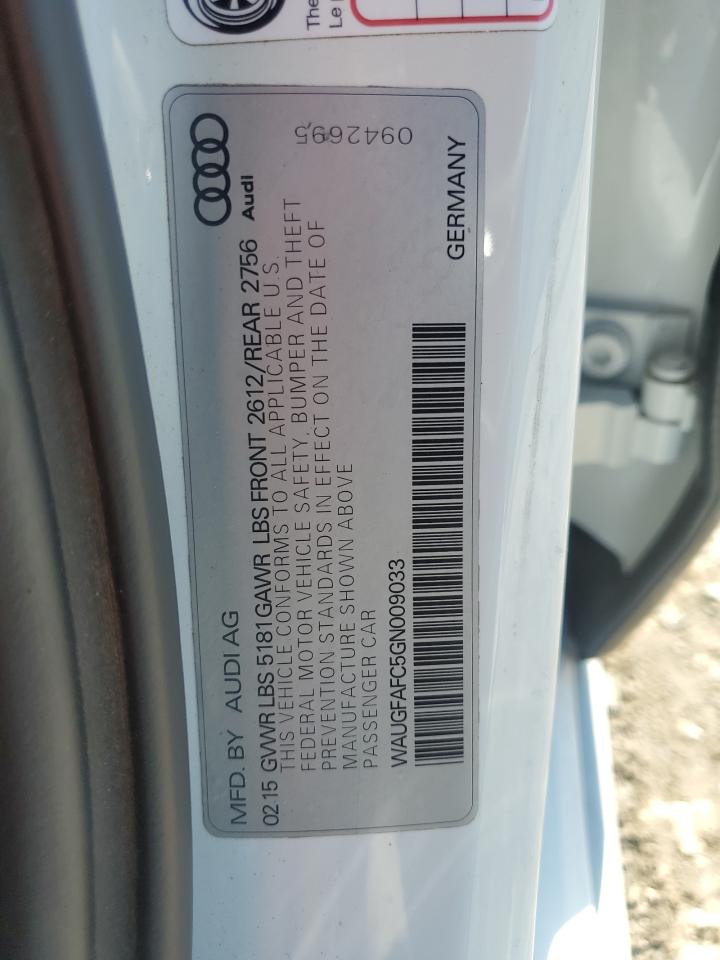 MFD. BY AUDI AG
02.15 GVWR LBS 5181 GAWR LBS FRONT 2612/REAR 2756
Audi
THIS VEHICLE CONFORMS TO ALL APPLICABLE U.S.
FEDERAL MOTOR VEHICLE SAFETY, BUMPER AND THEFT
PREVENTION STANDARDS IN EFFECT ON THE DATE OF
MANUFACTURE SHOWN ABOVE
PASSENGER CAR
0942695
WAUGFAFC5GN009033
GERMANY
The
Le